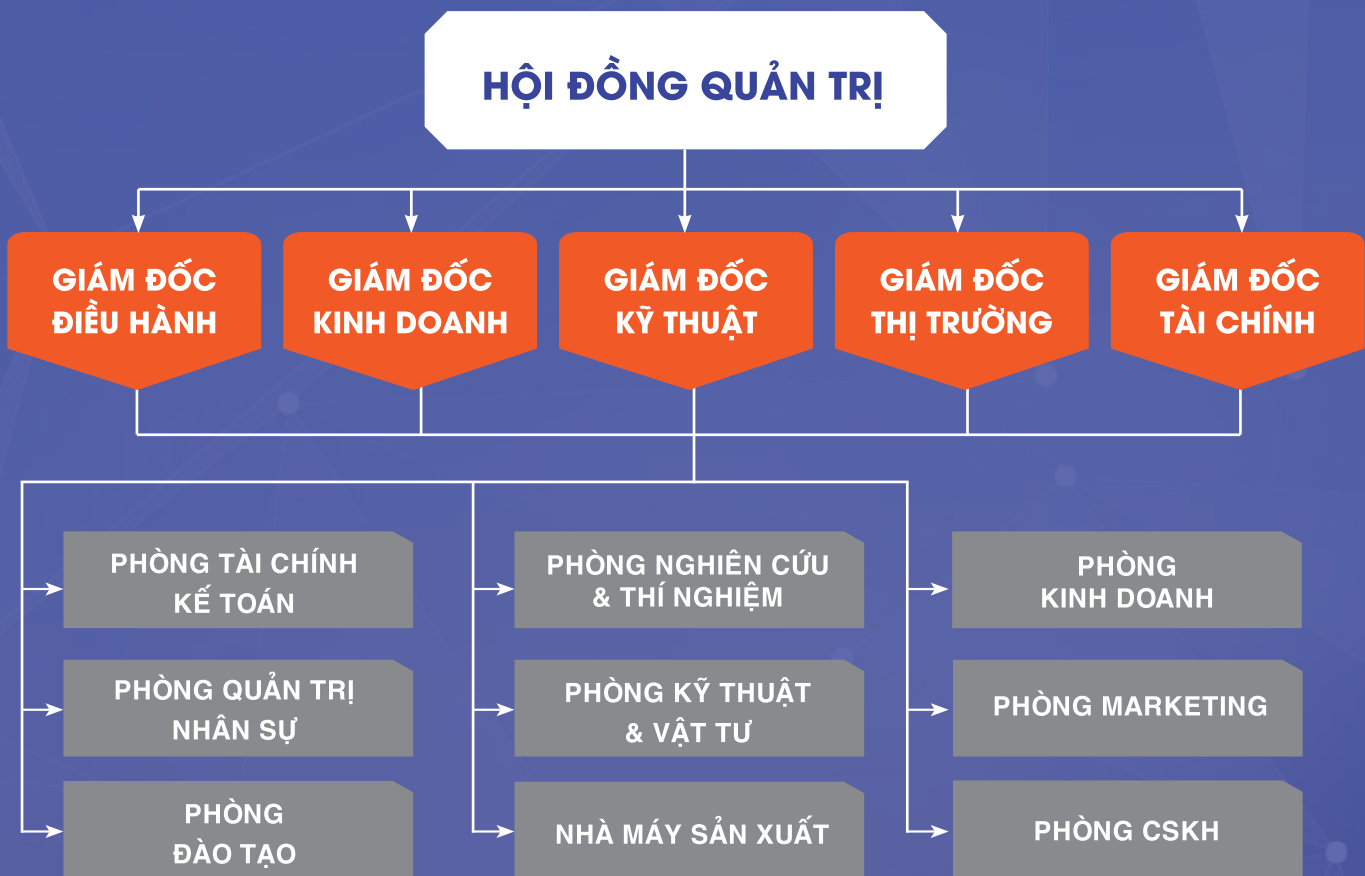 HỘI ĐỒNG QUẢN TRỊ
GIÁM ĐỐC
ĐIỀU HÀNH
GIÁM ĐỐC
KINH DOANH
GIÁM ĐỐC
KỸ THUẬT
GIÁM ĐỐC
THỊ TRƯỜNG
GIÁM ĐỐC
TÀI CHÍNH
PHÒNG TÀI CHÍNH
KẾ TOÁN
PHÒNG QUẢN TRỊ
NHÂN SỰ
PHÒNG
ĐÀO TẠO
PHÒNG NGHIÊN CỨU
& THÍ NGHIỆM
PHÒNG KỸ THUẬT
& VẬT TƯ
NHÀ MÁY SẢN XUẤT
PHÒNG
KINH DOANH
PHÒNG MARKETING
PHÒNG CSKH